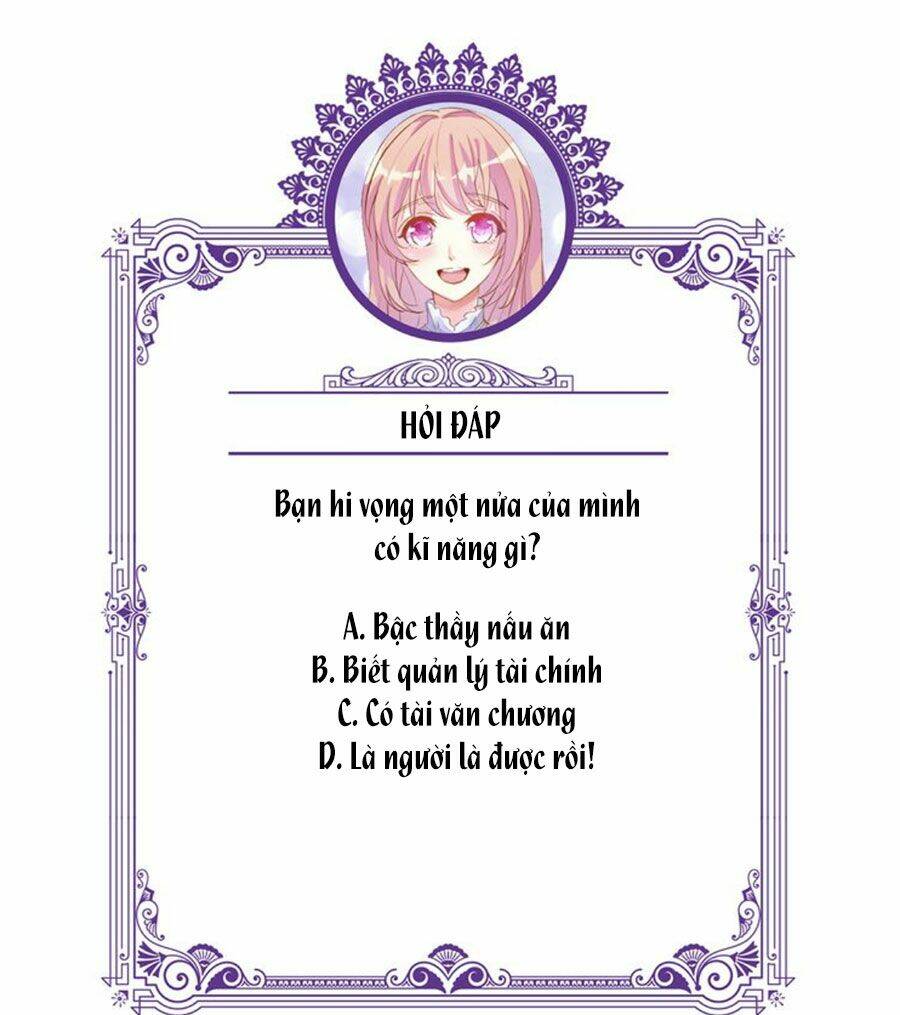 HỎI ĐÁP
Bạn hi vọng một nửa của mình
có kĩ năng gì?
A. Bậc thầy nấu ăn
B. Biết quản lý tài chính
C. Có tài văn chương
D. Là người là được rồi!